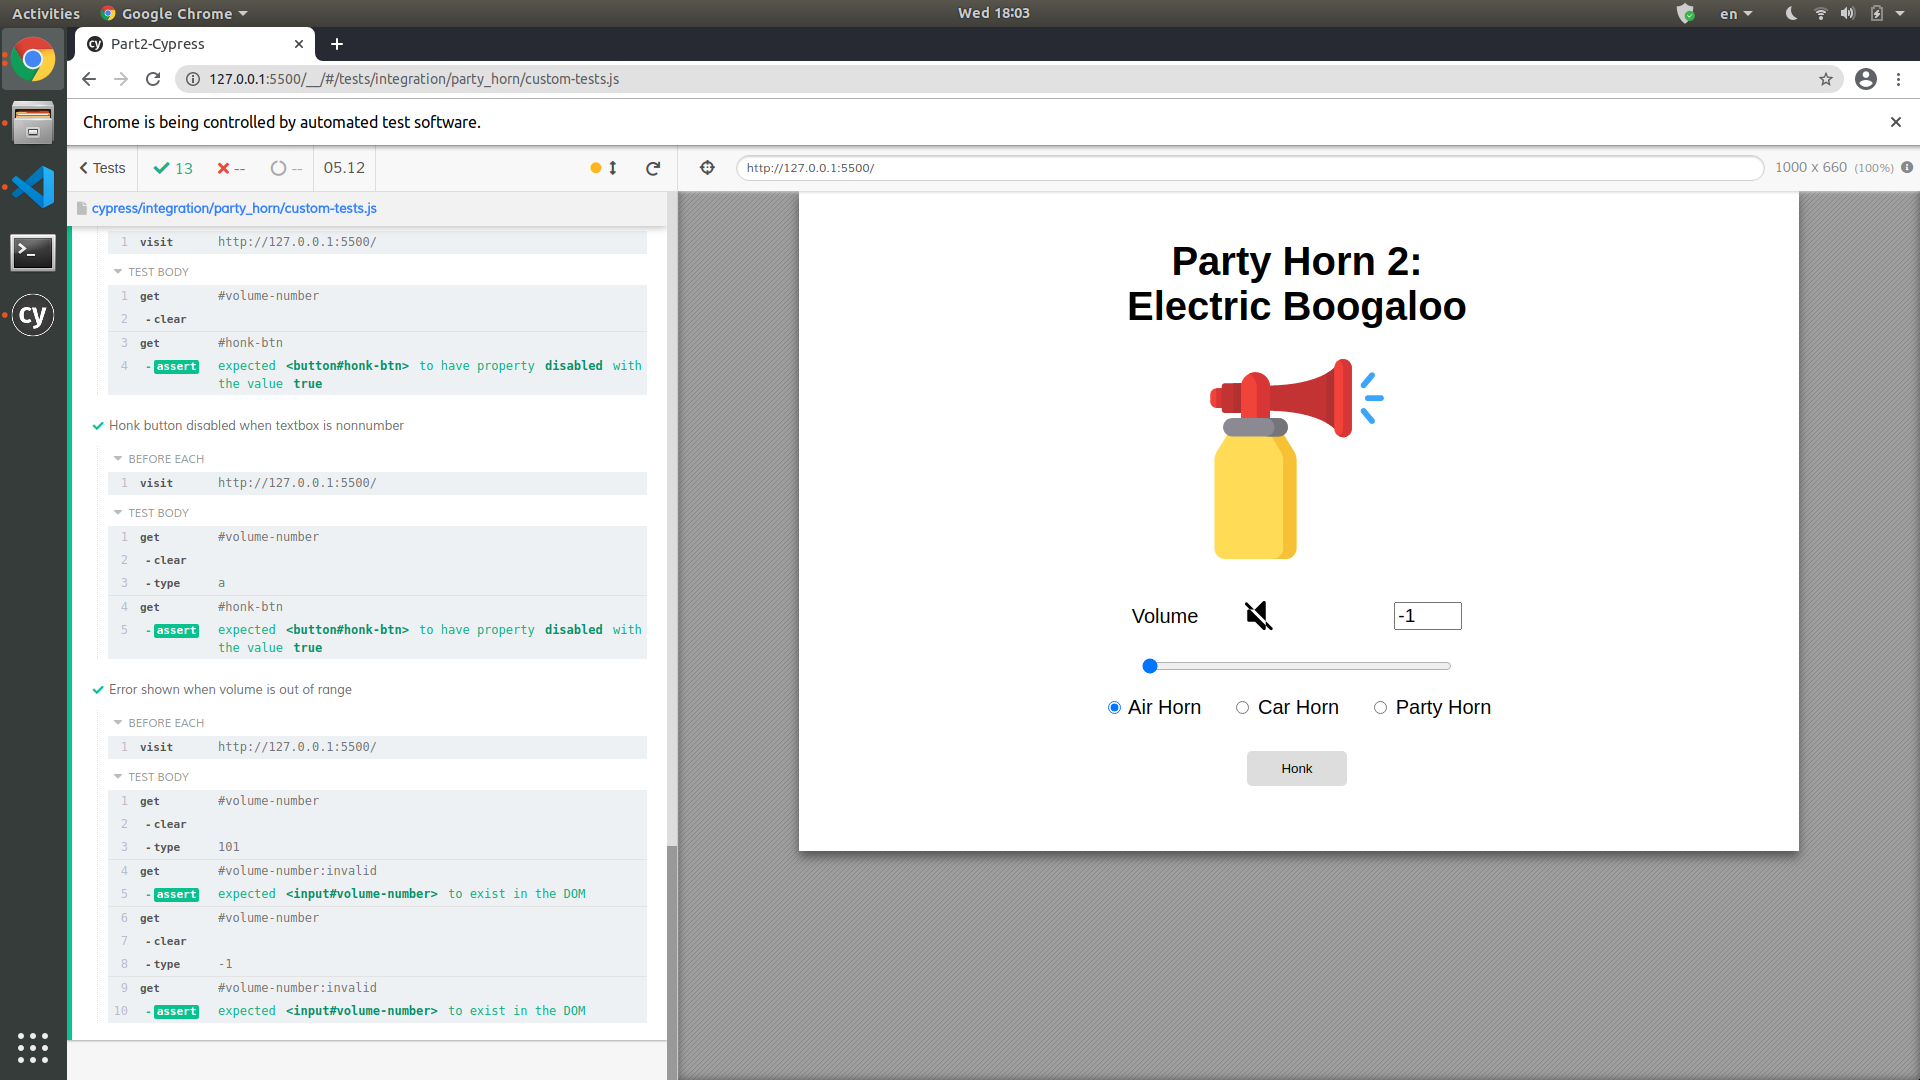 Activities
Google Chrome
Wed 18:03
en
cy Part2-Cypress
127.0.0.1:5500/__/#/tests/integration/party_horn/custom-tests.js
Chrome is being controlled by automated test software.
Tests
13
--
--
05.12
http://127.0.0.1:5500/
1000 x 660 (100%)
cypress/integration/party_horn/custom-tests.js
1 visit http://127.0.0.1:5500/
TEST BODY
1 get #volume-number
2 - clear
3 get #honk-btn
4 - assert expected <button#honk-btn> to have property disabled with
the value true
Honk button disabled when textbox is nonnumber
BEFORE EACH
1 visit http://127.0.0.1:5500/
TEST BODY
1 get #volume-number
2 - clear
3 - type a
4 get #honk-btn
5 - assert expected <button#honk-btn> to have property disabled with
the value true
Error shown when volume is out of range
BEFORE EACH
1 visit http://127.0.0.1:5500/
TEST BODY
1 get #volume-number
2 - clear
3 - type 101
4 get #volume-number:invalid
5 - assert expected <input#volume-number> to exist in the DOM
6 get #volume-number
7 - clear
8 - type -1
9 get #volume-number:invalid
10 - assert expected <input#volume-number> to exist in the DOM
cy
Party Horn 2:
Electric Boogaloo
Volume
-1
Air Horn
Car Horn
Party Horn
Honk